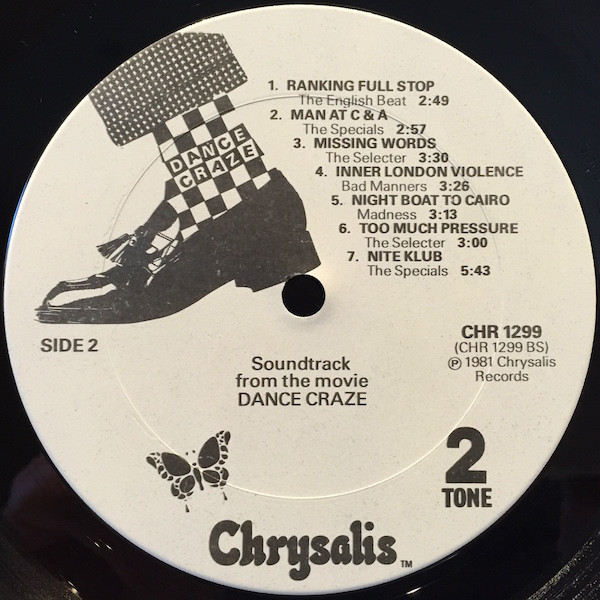 DANCE
CRAZE
1. RANKING FULL STOP
The English Beat 2:49
2. MAN AT C & A
The Specials 2:57
3. MISSING WORDS
The Selecter 3:30
4. INNER LONDON VIOLENCE
Bad Manners 3:26
5. NIGHT BOAT TO CAIRO
Madness 3:13
6. TOO MUCH PRESSURE
The Selecter 3:00
7. NITE KLUB
The Specials 5:43
SIDE 2
CHR 1299
(CHR 1299 BS)
Ⓟ 1981 Chrysalis
Records
Soundtrack
from the movie
DANCE CRAZE
2
TONE
Chrysalis TM